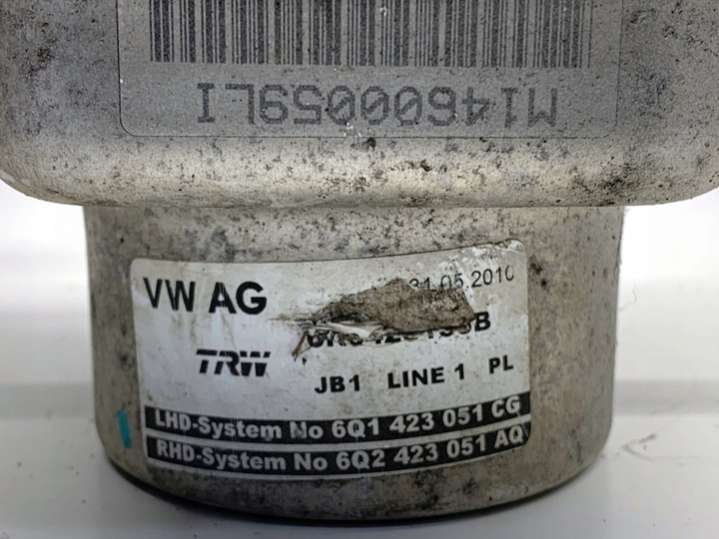 M14600059LI
VW AG
31.05.2010
TRW
JB1 LINE 1 PL
LHD-System No 6Q1 423 051 CG
RHD-System No 6Q2 423 051 AQ